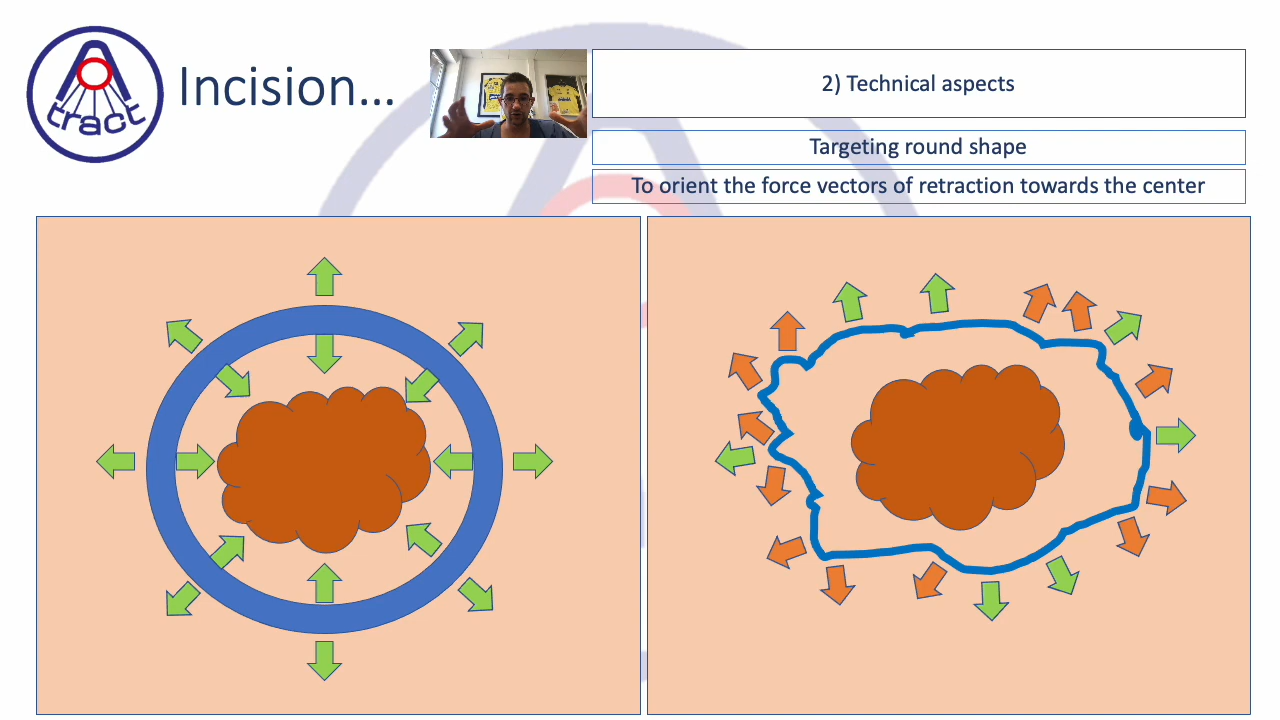 A
tract
Incision...
2) Technical aspects
Targeting round shape
To orient the force vectors of retraction towards the center